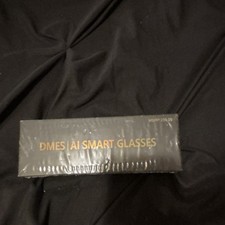 DMES | AI SMART GLASSES